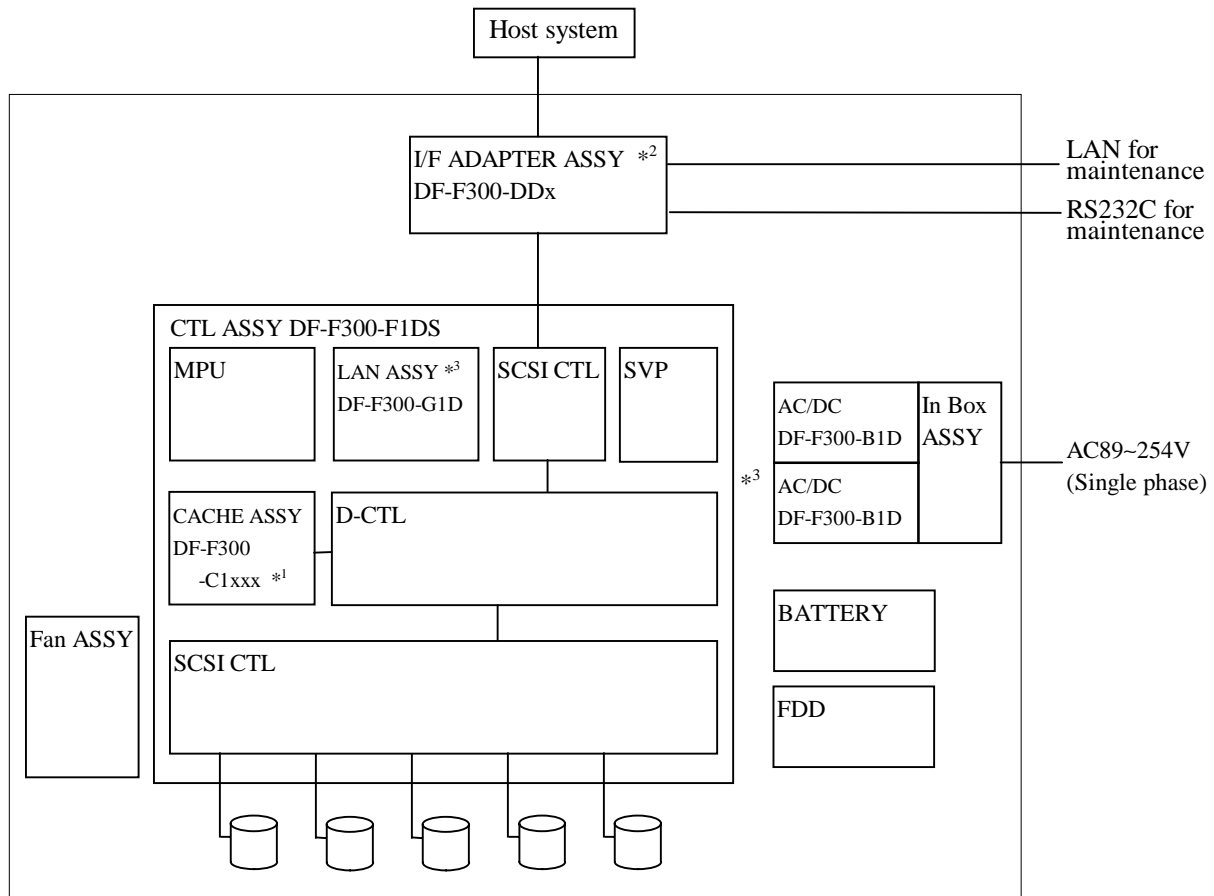 Host system
I/F ADAPTER ASSY *2
DF-F300-DDx
LAN for
maintenance
RS232C for
maintenance
CTL ASSY DF-F300-F1DS
MPU
LAN ASSY *3
DF-F300-G1D
SCSI CTL
SVP
AC/DC
DF-F300-B1D
In Box
ASSY
AC89~254V
(Single phase)
*3
AC/DC
DF-F300-B1D
CACHE ASSY
DF-F300
-C1xxx *1
D-CTL
BATTERY
Fan ASSY
SCSI CTL
FDD